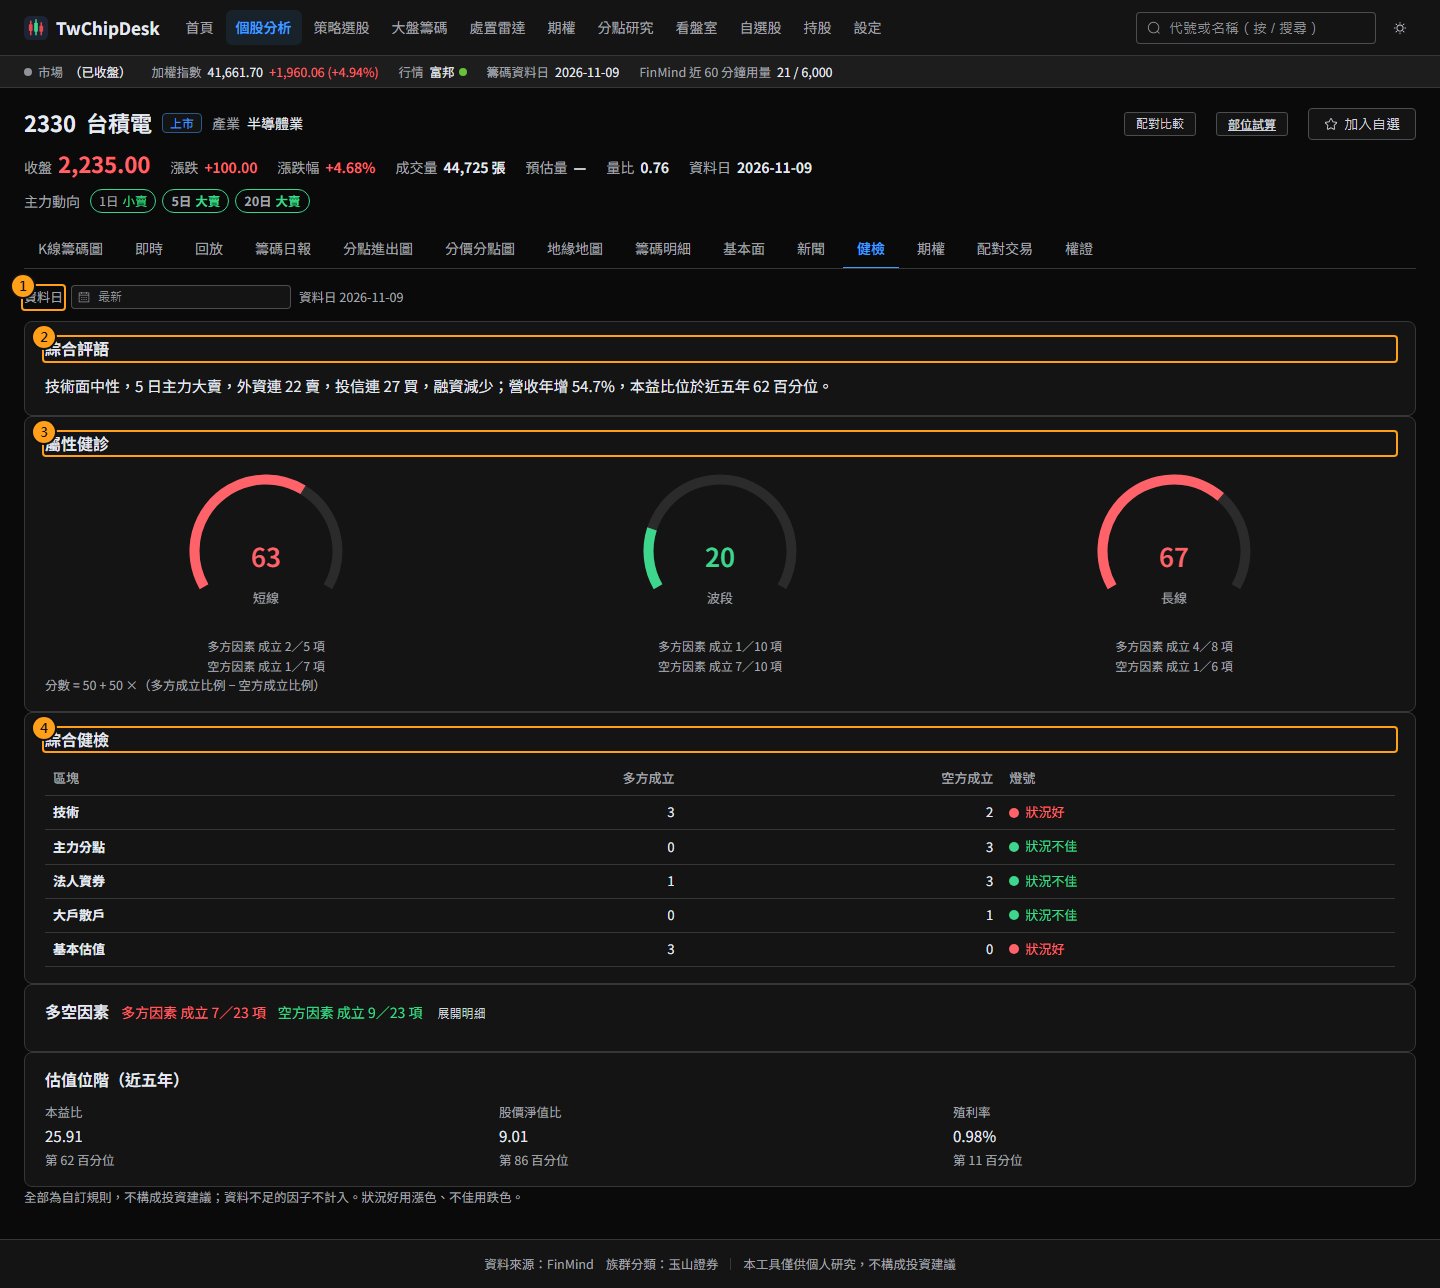 TwChipDesk 首頁 個股分析 策略選股 大盤籌碼 處置雷達 期權 分點研究 看盤室 自選股 持股 設定 代號或名稱（按 / 搜尋）
市場 （已收盤） 加權指數 41,661.70 +1,960.06 (+4.94%) 行情 富邦 籌碼資料日 2026-11-09 FinMind 近 60 分鐘用量 21 / 6,000
2330 台積電 上市 產業 半導體業 配對比較 部位試算 加入自選
收盤 2,235.00 漲跌 +100.00 漲跌幅 +4.68% 成交量 44,725 張 預估量 — 量比 0.76 資料日 2026-11-09
主力動向 1日 小賣 5日 大賣 20日 大賣
K線籌碼圖 即時 回放 籌碼日報 分點進出圖 分價分點圖 地緣地圖 籌碼明細 基本面 新聞 健檢 期權 配對交易 權證
1 資料日 最新 資料日 2026-11-09
2 綜合評語
技術面中性，5 日主力大賣，外資連 22 賣，投信連 27 買，融資減少；營收年增 54.7%，本益比位於近五年 62 百分位。
3 屬性健診
63 20 67
短線 波段 長線
多方因素 成立 2／5 項 多方因素 成立 1／10 項 多方因素 成立 4／8 項
空方因素 成立 1／7 項 空方因素 成立 7／10 項 空方因素 成立 1／6 項
分數 = 50 + 50 ×（多方成立比例 − 空方成立比例）
4 綜合健檢
區塊 多方成立 空方成立 燈號
技術 3 2 狀況好
主力分點 0 3 狀況不佳
法人資券 1 3 狀況不佳
大戶散戶 0 1 狀況不佳
基本估值 3 0 狀況好
多空因素 多方因素 成立 7／23 項 空方因素 成立 9／23 項 展開明細
估值位階（近五年）
本益比 股價淨值比 殖利率
25.91 9.01 0.98%
第 62 百分位 第 86 百分位 第 11 百分位
全部為自訂規則，不構成投資建議；資料不足的因子不計入。狀況好用漲色、不佳用跌色。
資料來源：FinMind 族群分類：玉山證券 本工具僅供個人研究，不構成投資建議